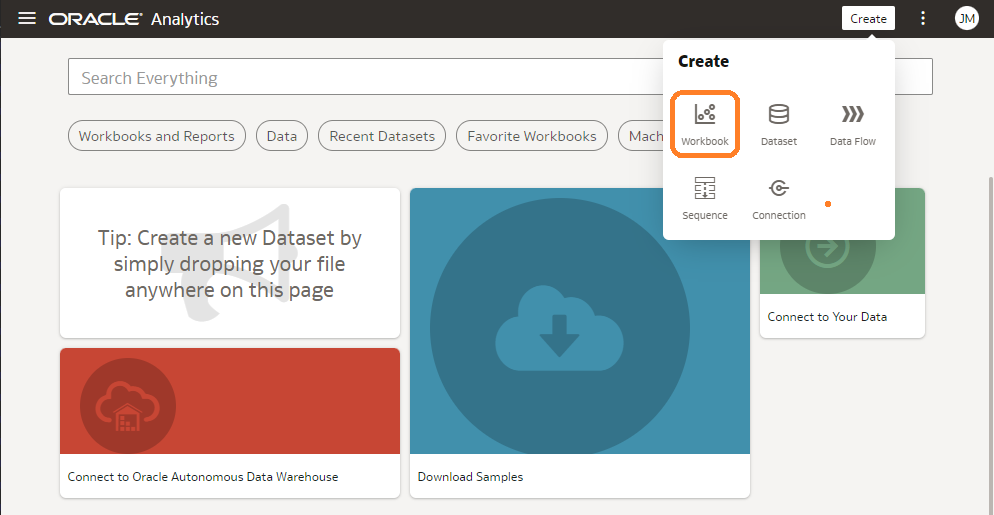 ORACLE Analytics
Create
JM
Search Everything
Create
Workbook
Dataset
Data Flow
Sequence
Connection
Workbooks and Reports
Data
Recent Datasets
Favorite Workbooks
Mach
Tip: Create a new Dataset by
simply dropping your file
anywhere on this page
Connect to Your Data
Connect to Oracle Autonomous Data Warehouse
Download Samples